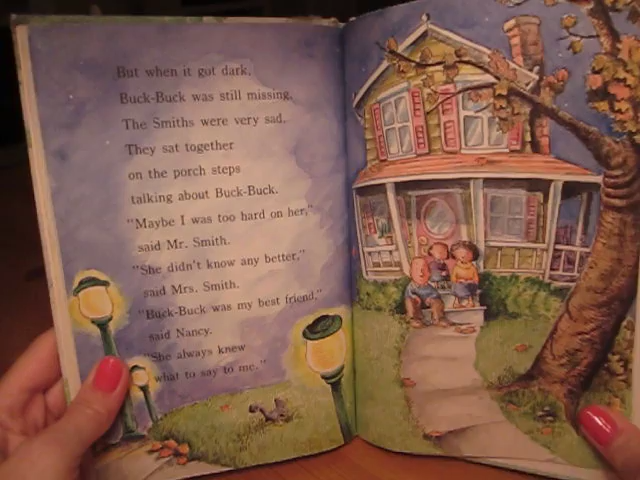 But when it got dark,
Buck-Buck was still missing.
The Smiths were very sad.
They sat together
on the porch steps
talking about Buck-Buck.
"Maybe I was too hard on her,"
said Mr. Smith.
"She didn't know any better,"
said Mrs. Smith.
"Buck-Buck was my best friend,"
said Nancy.
"She always knew
what to say to me."